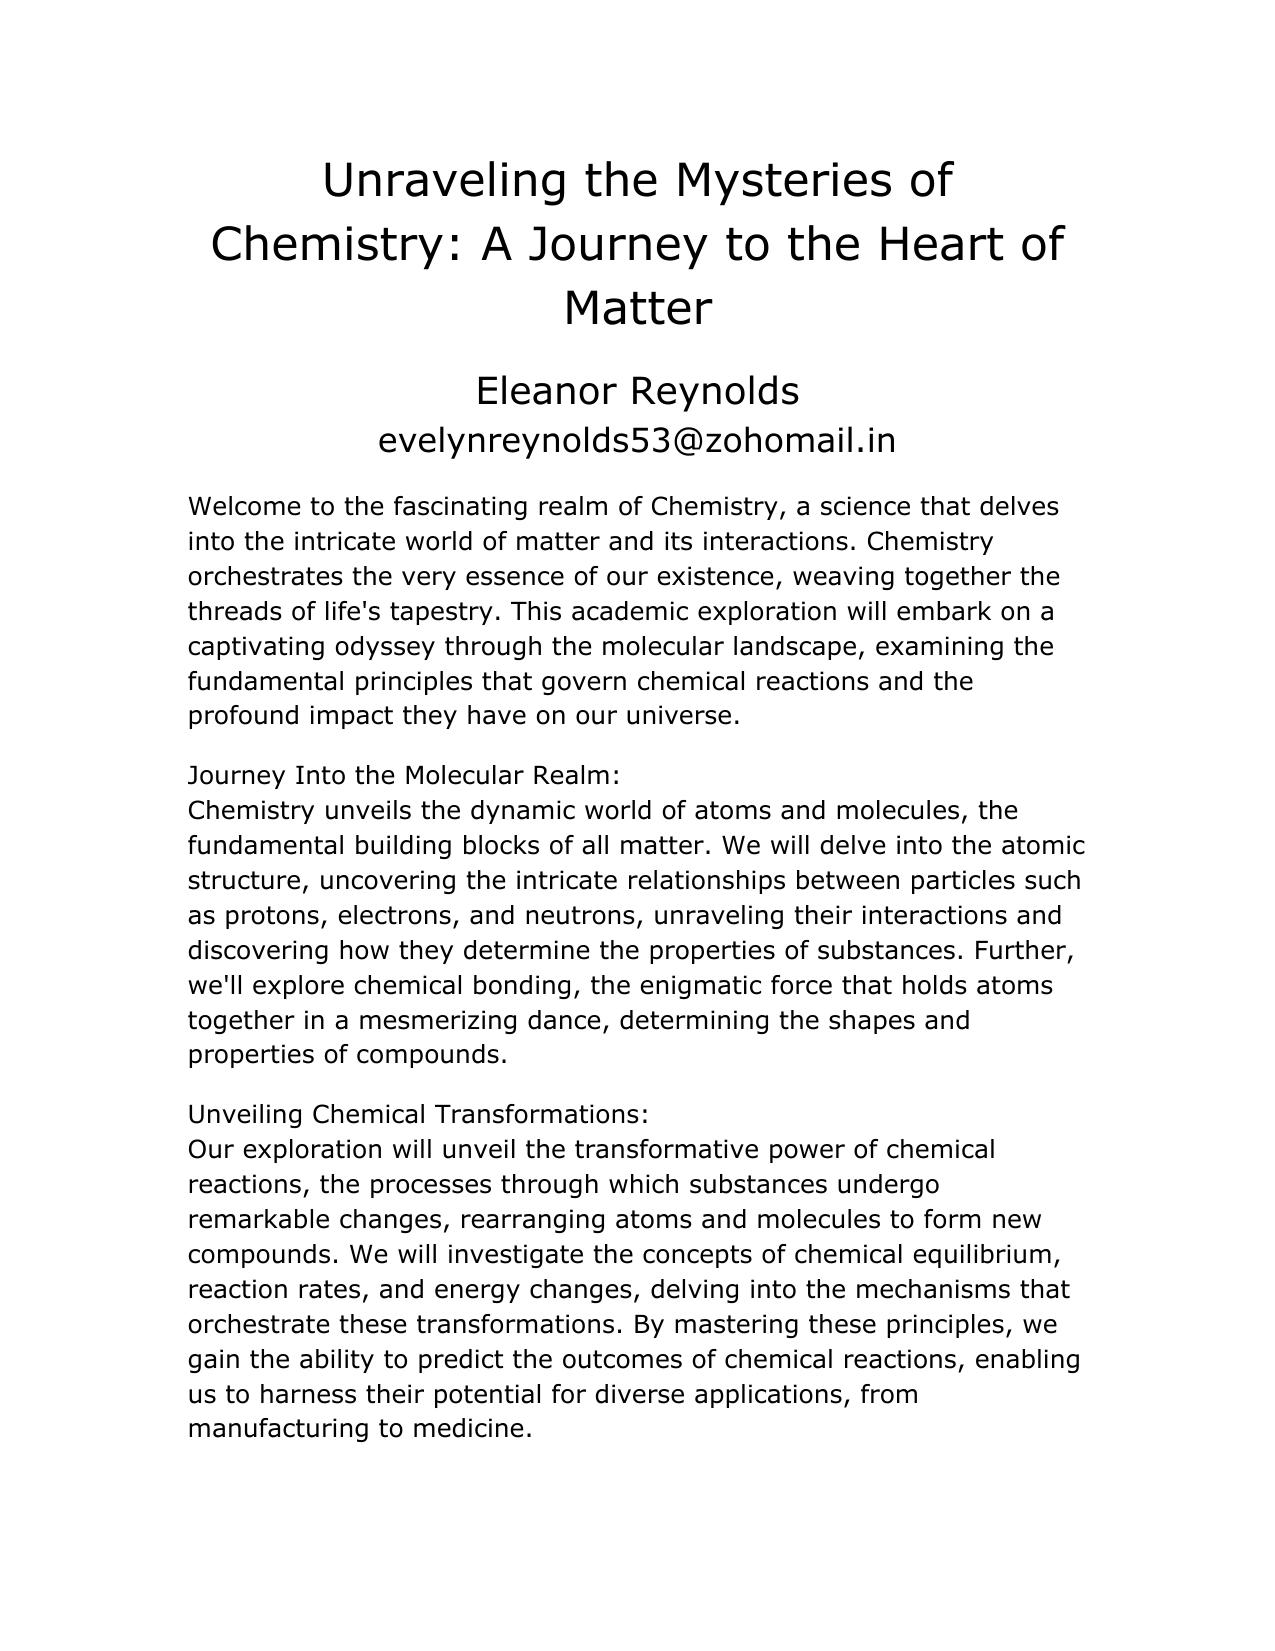 Unraveling the Mysteries of
Chemistry: A Journey to the Heart of
Matter
Eleanor Reynolds
evelynreynolds53@zohomail.in
Welcome to the fascinating realm of Chemistry, a science that delves
into the intricate world of matter and its interactions. Chemistry
orchestrates the very essence of our existence, weaving together the
threads of life's tapestry. This academic exploration will embark on a
captivating odyssey through the molecular landscape, examining the
fundamental principles that govern chemical reactions and the
profound impact they have on our universe.
Journey Into the Molecular Realm:
Chemistry unveils the dynamic world of atoms and molecules, the
fundamental building blocks of all matter. We will delve into the atomic
structure, uncovering the intricate relationships between particles such
as protons, electrons, and neutrons, unraveling their interactions and
discovering how they determine the properties of substances. Further,
we'll explore chemical bonding, the enigmatic force that holds atoms
together in a mesmerizing dance, determining the shapes and
properties of compounds.
Unveiling Chemical Transformations:
Our exploration will unveil the transformative power of chemical
reactions, the processes through which substances undergo
remarkable changes, rearranging atoms and molecules to form new
compounds. We will investigate the concepts of chemical equilibrium,
reaction rates, and energy changes, delving into the mechanisms that
orchestrate these transformations. By mastering these principles, we
gain the ability to predict the outcomes of chemical reactions, enabling
us to harness their potential for diverse applications, from
manufacturing to medicine.